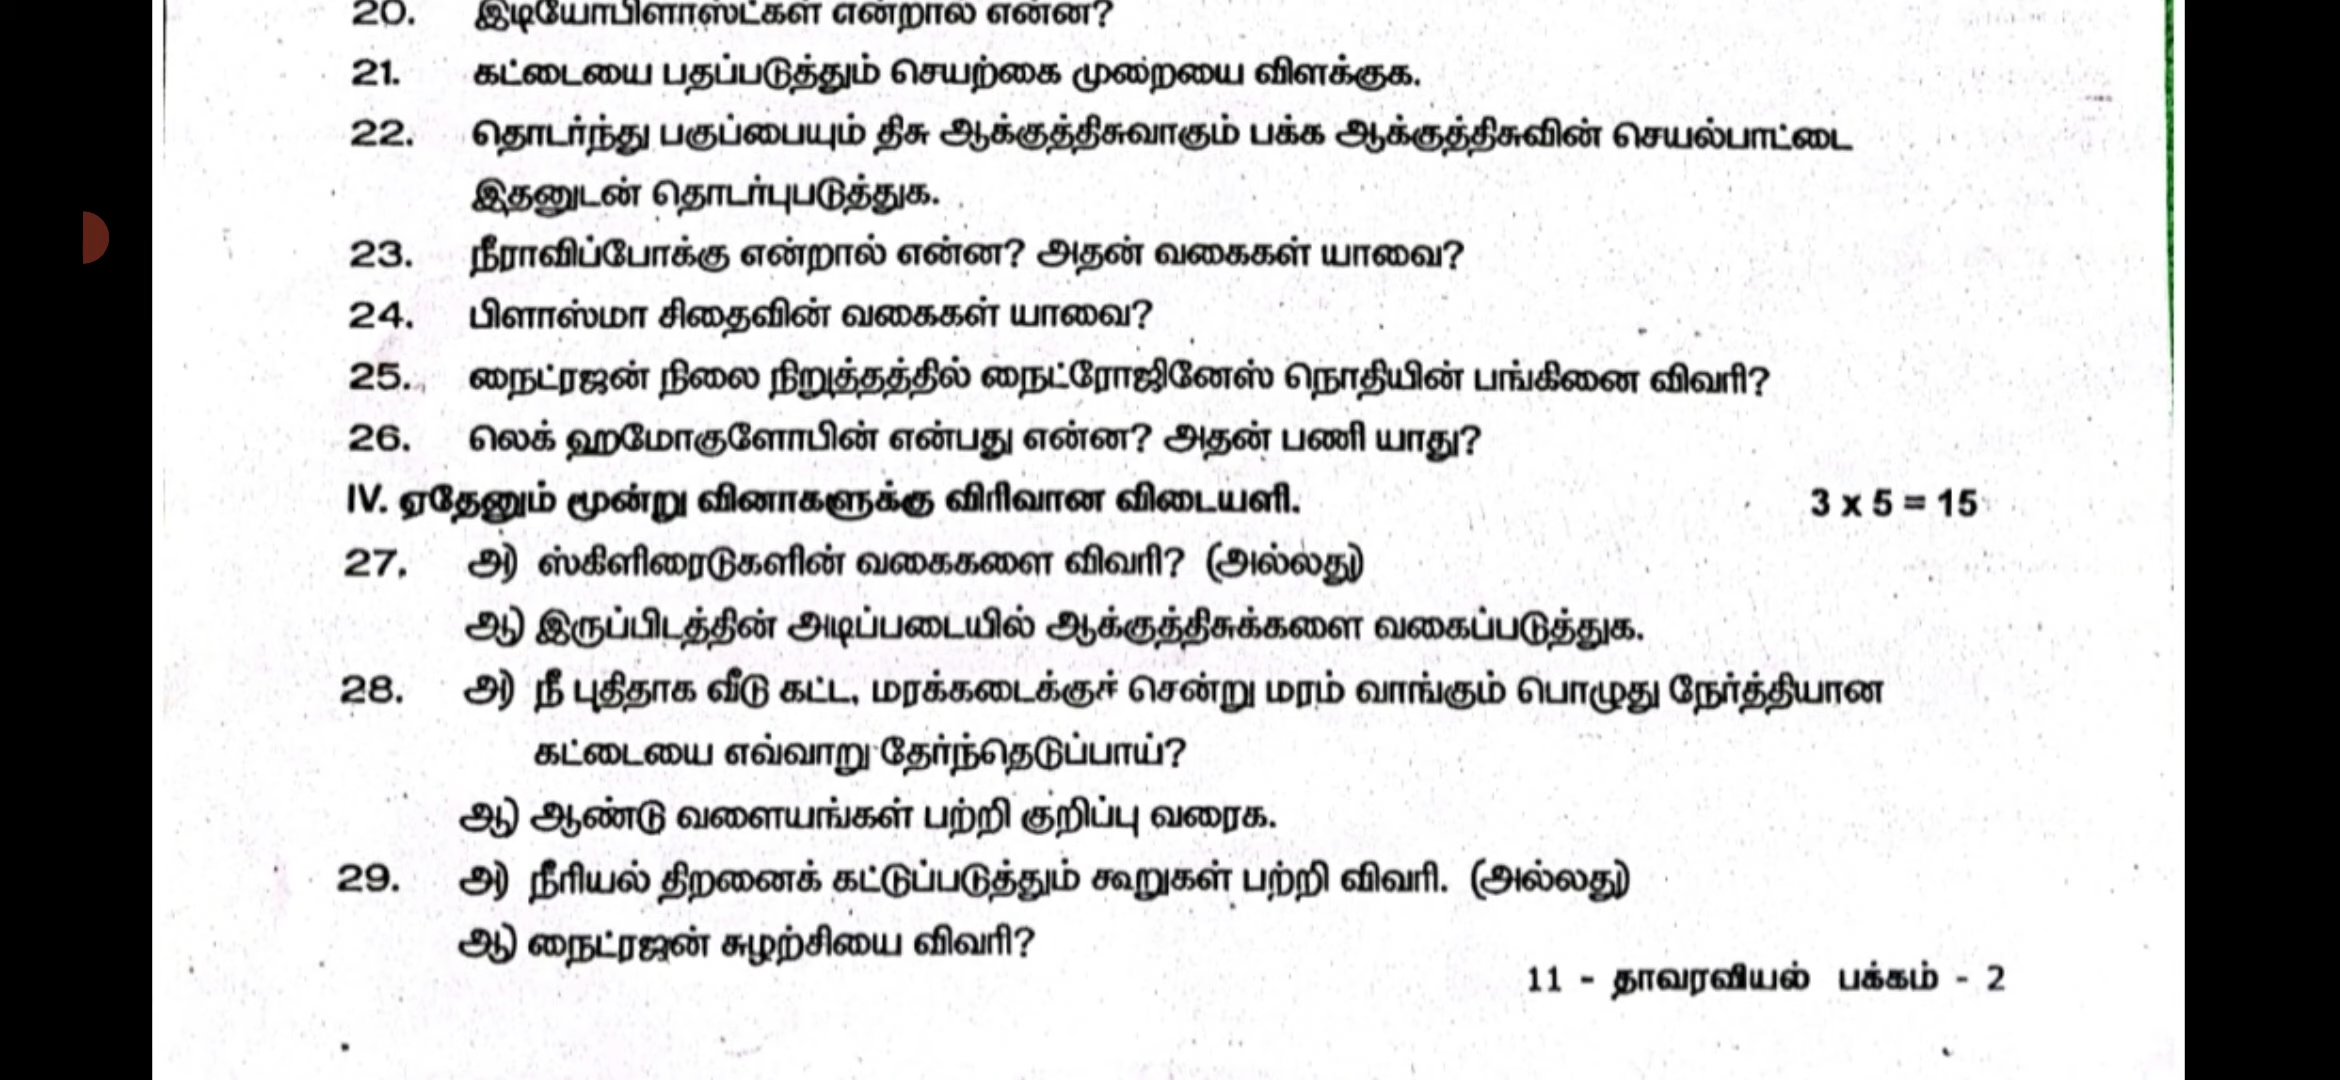 20. இடியோபிளாஸ்ட்கள் என்றால் என்ன?
21. கட்டையை பதப்படுத்தும் செயற்கை முறையை விளக்குக.
22. தொடர்ந்து பகுப்பையும் திசு ஆக்குத்திசுவாகும் பக்க ஆக்குத்திசுவின் செயல்பாட்டை
இதனுடன் தொடர்புபடுத்துக.
23. நீராவிப்போக்கு என்றால் என்ன? அதன் வகைகள் யாவை?
24. பிளாஸ்மா சிதைவின் வகைகள் யாவை?
25. நைட்ரஜன் நிலை நிறுத்தத்தில் நைட்ரோஜினேஸ் நொதியின் பங்கினை விவரி?
26. லெக் ஹீமோகுளோபின் என்பது என்ன? அதன் பணி யாது?
IV. ஏதேனும் மூன்று வினாகளுக்கு விரிவான விடையளி. 3 x 5 = 15
27. அ) ஸ்கிளிரைடுகளின் வகைகளை விவரி? (அல்லது)
ஆ) இருப்பிடத்தின் அடிப்படையில் ஆக்குத்திசுக்களை வகைப்படுத்துக.
28. அ) நீ புதிதாக வீடு கட்ட, மரக்கடைக்குச் சென்று மரம் வாங்கும் பொழுது நேர்த்தியான
கட்டையை எவ்வாறு தேர்ந்தெடுப்பாய்?
ஆ) ஆண்டு வளையங்கள் பற்றி குறிப்பு வரைக.
29. அ) நீரியல் திறனைக் கட்டுப்படுத்தும் கூறுகள் பற்றி விவரி. (அல்லது)
ஆ) நைட்ரஜன் சுழற்சியை விவரி?
11 - தாவரவியல் பக்கம் - 2